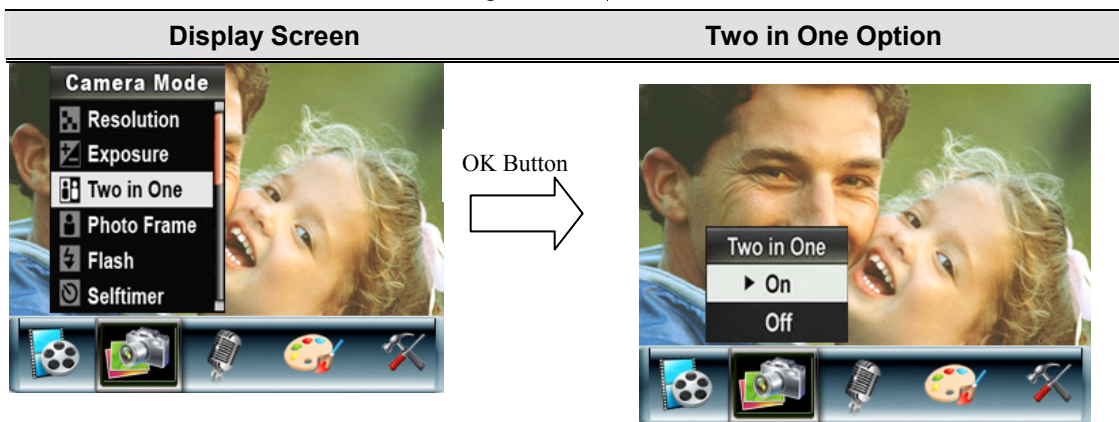 Display Screen
Two in One Option
Camera Mode
Resolution
Exposure
Two in One
Photo Frame
Flash
Selftimer
OK Button
Two in One
On
Off